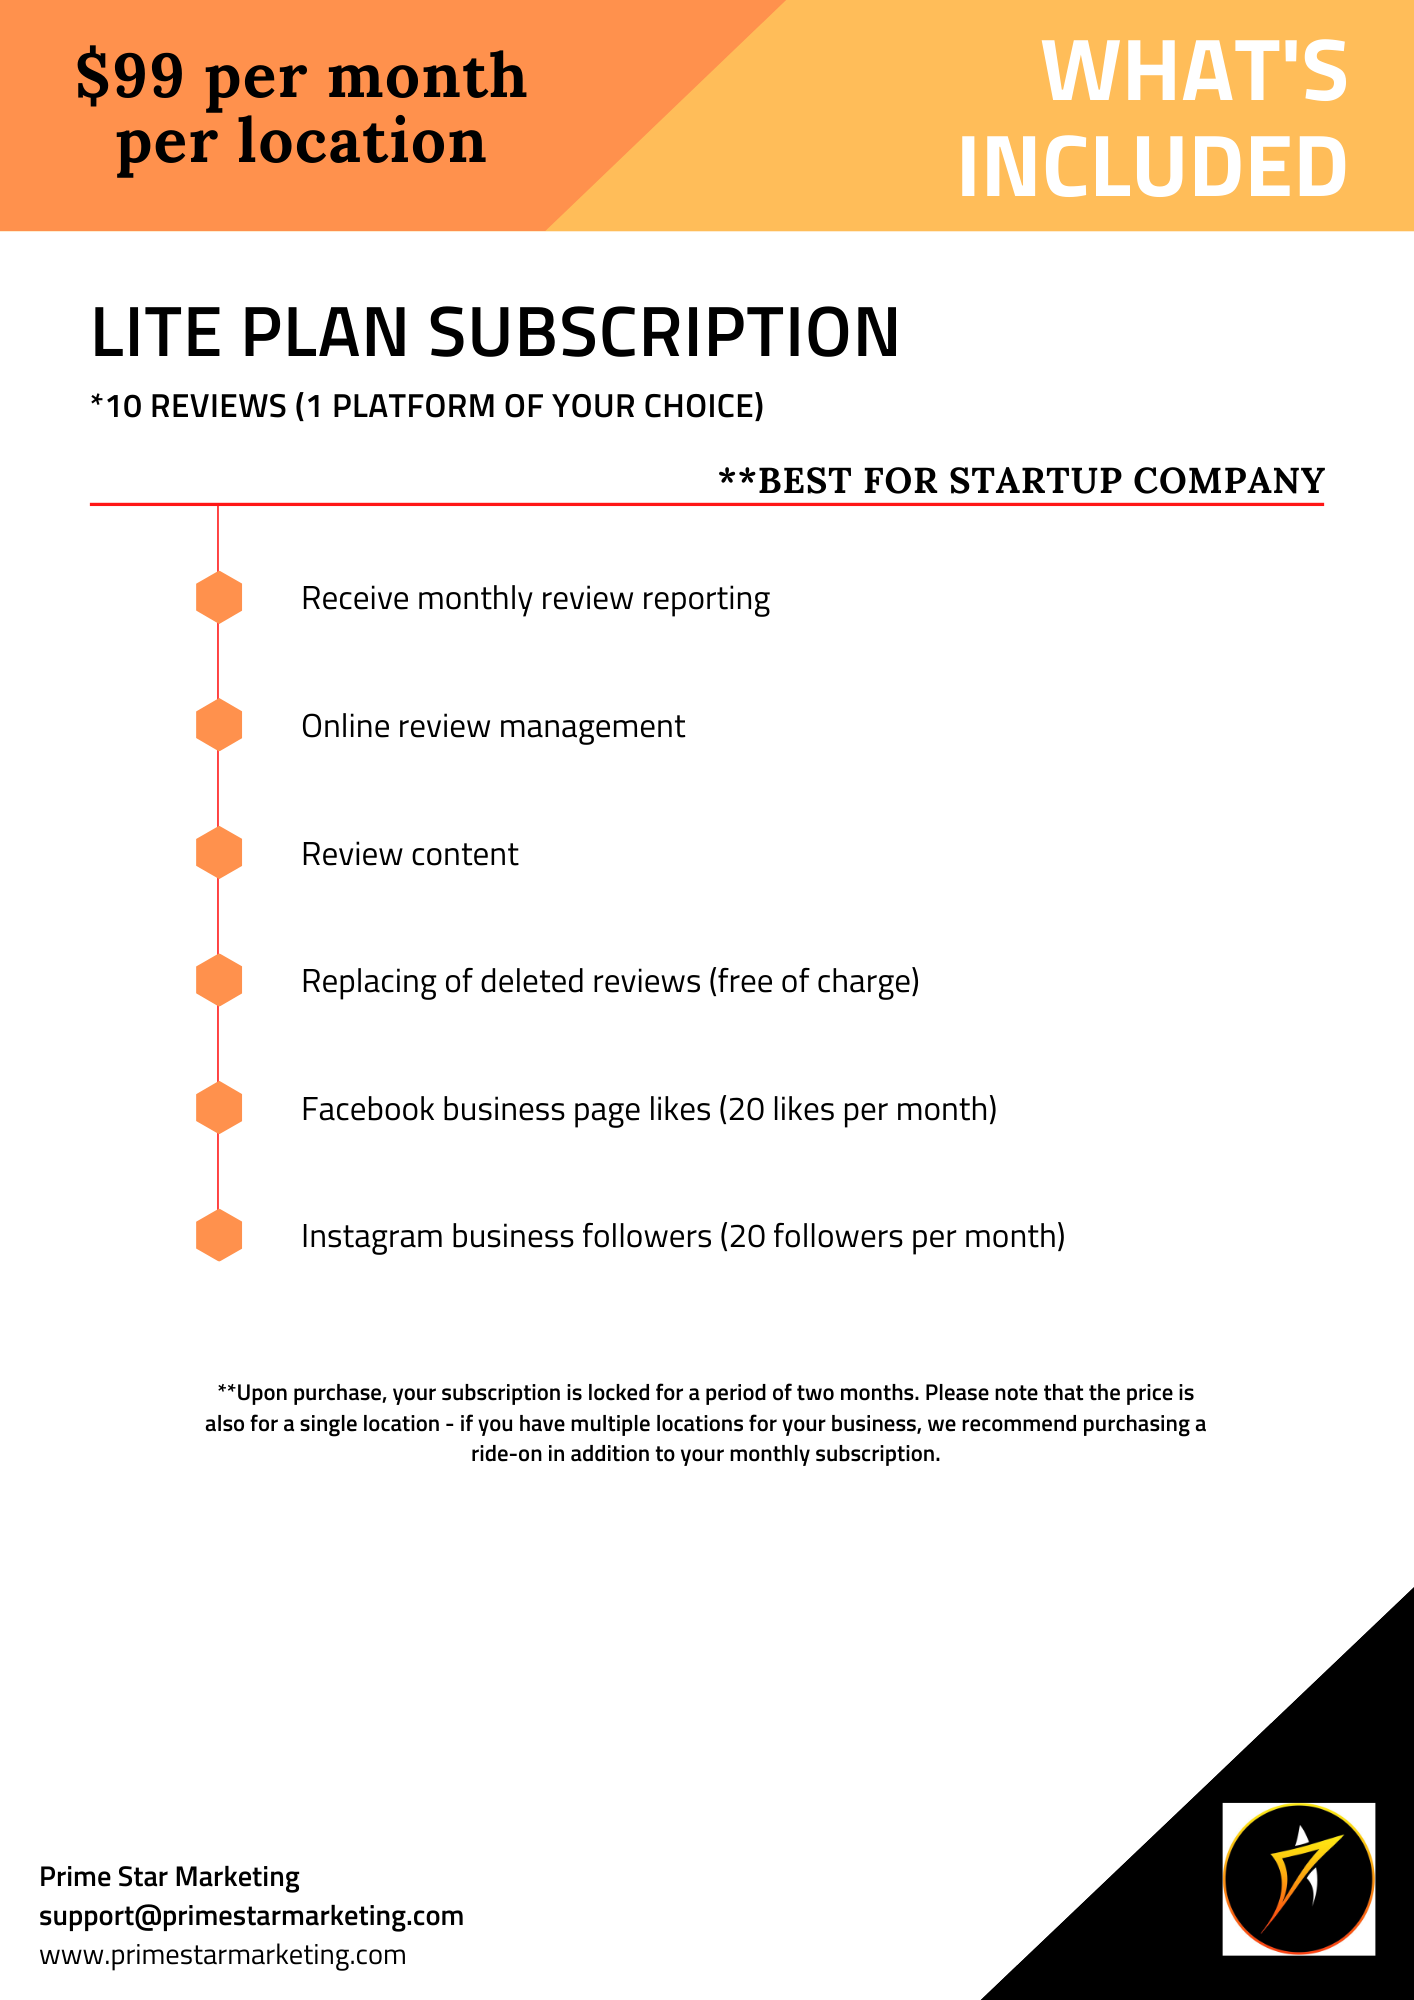 $99 per month
per location
WHAT'S
INCLUDED
LITE PLAN SUBSCRIPTION
*10 REVIEWS (1 PLATFORM OF YOUR CHOICE)
**BEST FOR STARTUP COMPANY
Receive monthly review reporting
Online review management
Review content
Replacing of deleted reviews (free of charge)
Facebook business page likes (20 likes per month)
Instagram business followers (20 followers per month)
**Upon purchase, your subscription is locked for a period of two months. Please note that the price is
also for a single location - if you have multiple locations for your business, we recommend purchasing a
ride-on in addition to your monthly subscription.
Prime Star Marketing
support@primestarmarketing.com
www.primestarmarketing.com